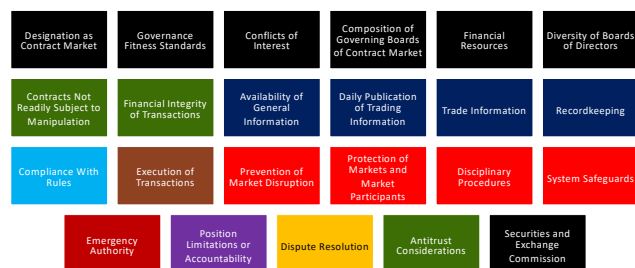 Designation as
Contract Market
Governance
Fitness Standards
Conflicts of
Interest
Composition of
Governing Boards
of Contract Market
Financial
Resources
Diversity of Boards
of Directors
Contracts Not
Readily Subject to
Manipulation
Financial Integrity
of Transactions
Availability of
General
Information
Daily Publication
of Trading
Information
Trade Information
Recordkeeping
Compliance With
Rules
Execution of
Transactions
Prevention of
Market Disruption
Protection of
Markets and
Market
Participants
Disciplinary
Procedures
System Safeguards
Emergency
Authority
Position
Limitations or
Accountability
Dispute Resolution
Antitrust
Considerations
Securities and
Exchange
Commission